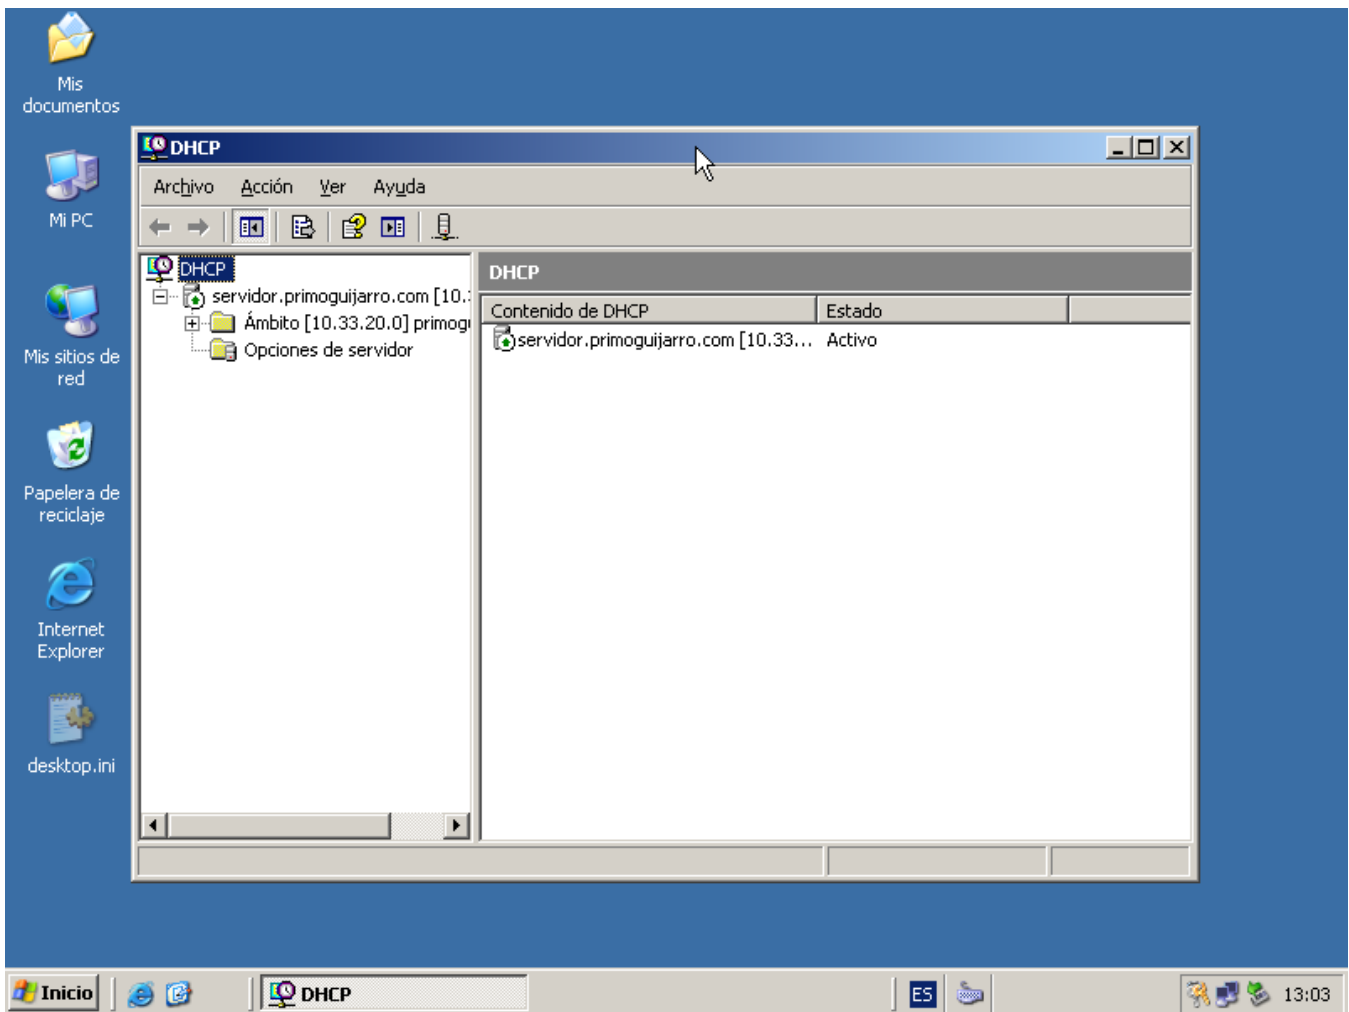 Mis
documentos
Mi PC
Mis sitios de
red
Papelera de
reciclaje
Internet
Explorer
desktop.ini
DHCP
Archivo Acción Ver Ayuda
DHCP
servidor.primoguijarro.com [10.
Ámbito [10.33.20.0] primog
Opciones de servidor
DHCP
Contenido de DHCP Estado
servidor.primoguijarro.com [10.33... Activo
Inicio DHCP ES 13:03